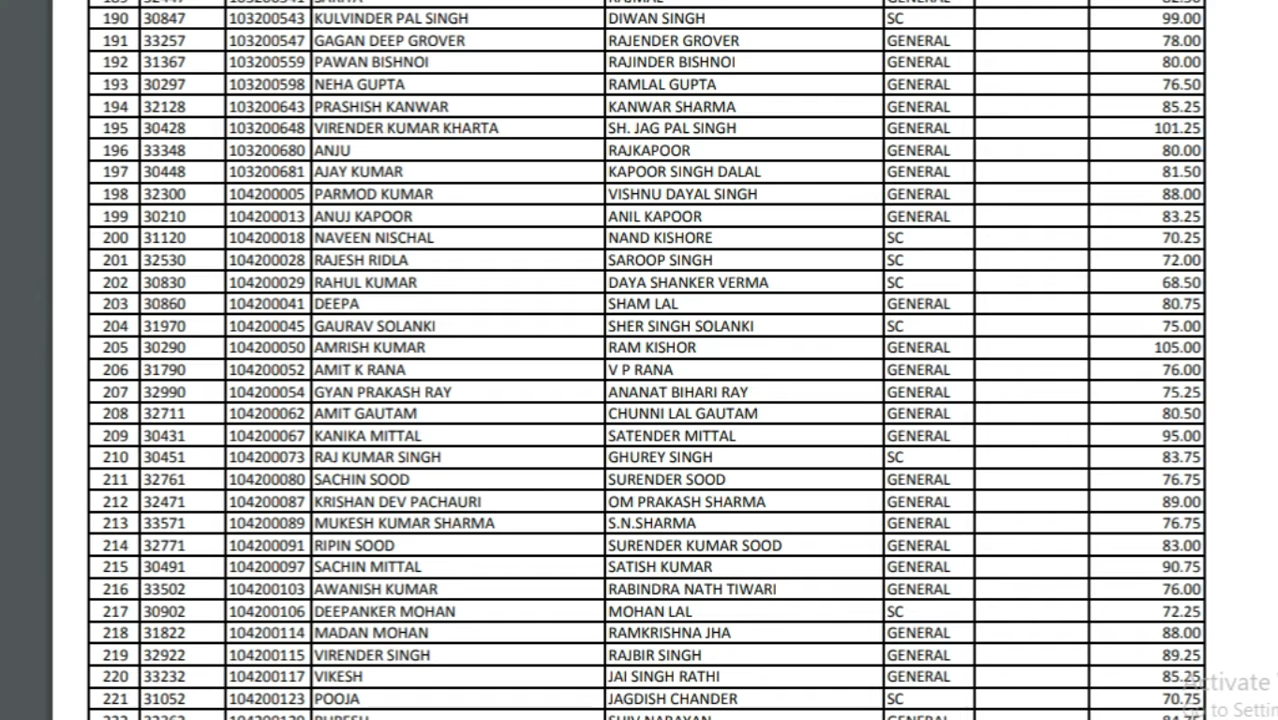 190 30847 103200543 KULVINDER PAL SINGH DIWAN SINGH SC 99.00
191 33257 103200547 GAGAN DEEP GROVER RAJENDER GROVER GENERAL 78.00
192 31367 103200559 PAWAN BISHNOI RAJINDER BISHNOI GENERAL 80.00
193 30297 103200598 NEHA GUPTA RAMLAL GUPTA GENERAL 76.50
194 32128 103200643 PRASHISH KANWAR KANWAR SHARMA GENERAL 85.25
195 30428 103200648 VIRENDER KUMAR KHARTA SH. JAG PAL SINGH GENERAL 101.25
196 33348 103200680 ANJU RAJKAPOOR GENERAL 80.00
197 30448 103200681 AJAY KUMAR KAPOOR SINGH DALAL GENERAL 81.50
198 32300 104200005 PARMOD KUMAR VISHNU DAYAL SINGH GENERAL 88.00
199 30210 104200013 ANUJ KAPOOR ANIL KAPOOR GENERAL 83.25
200 31120 104200018 NAVEEN NISCHAL NAND KISHORE SC 70.25
201 32530 104200028 RAJESH RIDLA SAROOP SINGH SC 72.00
202 30830 104200029 RAHUL KUMAR DAYA SHANKER VERMA SC 68.50
203 30860 104200041 DEEPA SHAM LAL GENERAL 80.75
204 31970 104200045 GAURAV SOLANKI SHER SINGH SOLANKI SC 75.00
205 30290 104200050 AMRISH KUMAR RAM KISHOR GENERAL 105.00
206 31790 104200052 AMIT K RANA V P RANA GENERAL 76.00
207 32990 104200054 GYAN PRAKASH RAY ANANAT BIHARI RAY GENERAL 75.25
208 32711 104200062 AMIT GAUTAM CHUNNI LAL GAUTAM GENERAL 80.50
209 30431 104200067 KANIKA MITTAL SATENDER MITTAL GENERAL 95.00
210 30451 104200073 RAJ KUMAR SINGH GHUREY SINGH SC 83.75
211 32761 104200080 SACHIN SOOD SURENDER SOOD GENERAL 76.75
212 32471 104200087 KRISHAN DEV PACHAURI OM PRAKASH SHARMA GENERAL 89.00
213 33571 104200089 MUKESH KUMAR SHARMA S.N.SHARMA GENERAL 76.75
214 32771 104200091 RIPIN SOOD SURENDER KUMAR SOOD GENERAL 83.00
215 30491 104200097 SACHIN MITTAL SATISH KUMAR GENERAL 90.75
216 33502 104200103 AWANISH KUMAR RABINDRA NATH TIWARI GENERAL 76.00
217 30902 104200106 DEEPANKER MOHAN MOHAN LAL SC 72.25
218 31822 104200114 MADAN MOHAN RAMKRISHNA JHA GENERAL 88.00
219 32922 104200115 VIRENDER SINGH RAJBIR SINGH GENERAL 89.25
220 33232 104200117 VIKESH JAI SINGH RATHI GENERAL 85.25
221 31052 104200123 POOJA JAGDISH CHANDER SC 70.75